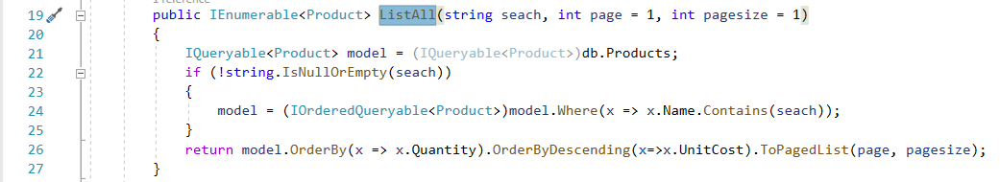 19 public IEnumerable<Product> ListAll(string seach, int page = 1, int pagesize = 1)
20 {
21 IQueryable<Product> model = (IQueryable<Product>)db.Products;
22 if (!string.IsNullOrEmpty(seach))
23 {
24 model = (IOrderedQueryable<Product>)model.Where(x => x.Name.Contains(seach));
25 }
26 return model.OrderBy(x => x.Quantity).OrderByDescending(x=>x.UnitCost).ToPagedList(page, pagesize);
27 }